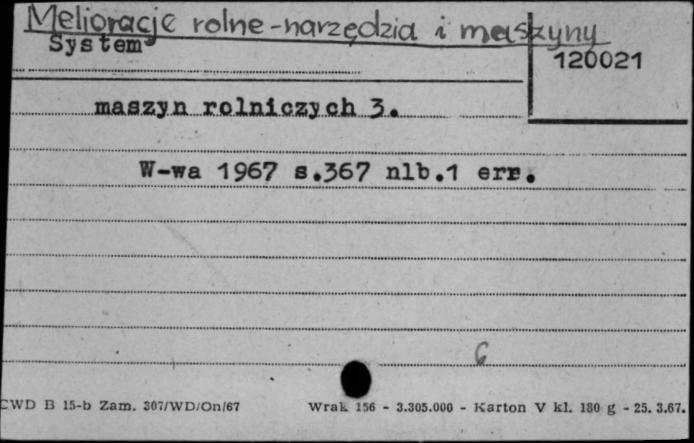 Melioracje rolne-narzędzia i maszyny
System
120021
maszyn rolniczych 3.
W-wa 1967 s.367 nlb.1 err.
6
CWD B 15-b Zam. 307/WD/On/67 Wrak 156 - 3.305.000 - Karton V kl. 180 g - 25. 3.67.